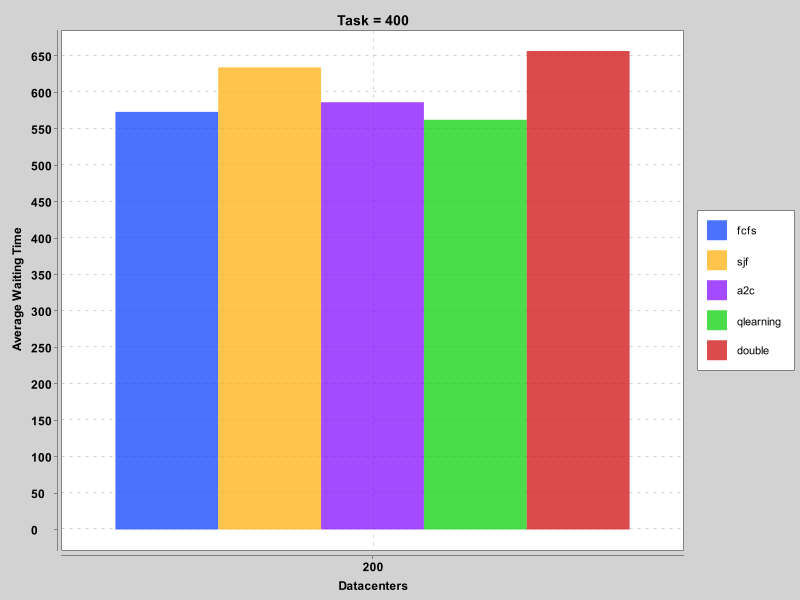 Task = 400
Average Waiting Time
650
600
550
500
450
400
350
300
250
200
150
100
50
0
200
Datacenters
fcfs
sjf
a2c
qlearning
double